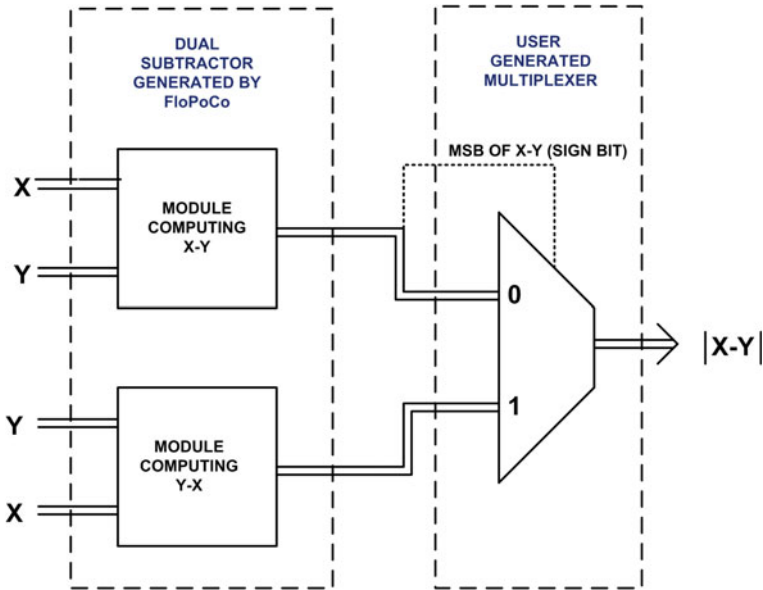 DUAL
SUBTRACTOR
GENERATED BY
FloPoCo
USER
GENERATED
MULTIPLEXER
MSB OF X-Y (SIGN BIT)
X
Y
MODULE
COMPUTING
X-Y
0
|X-Y|
1
Y
X
MODULE
COMPUTING
Y-X